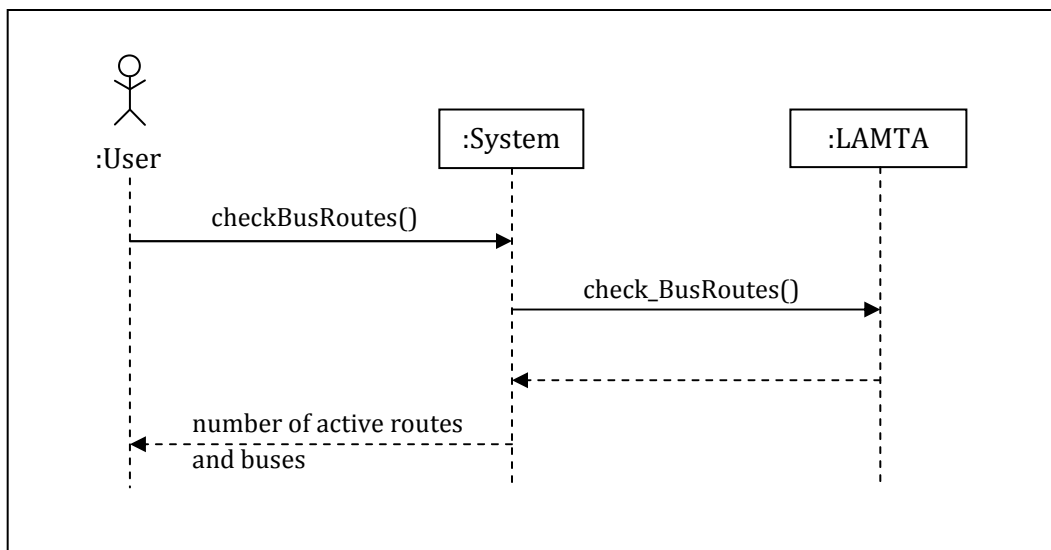 :User
:System
:LAMTA
checkBusRoutes()
check_BusRoutes()
number of active routes
and buses